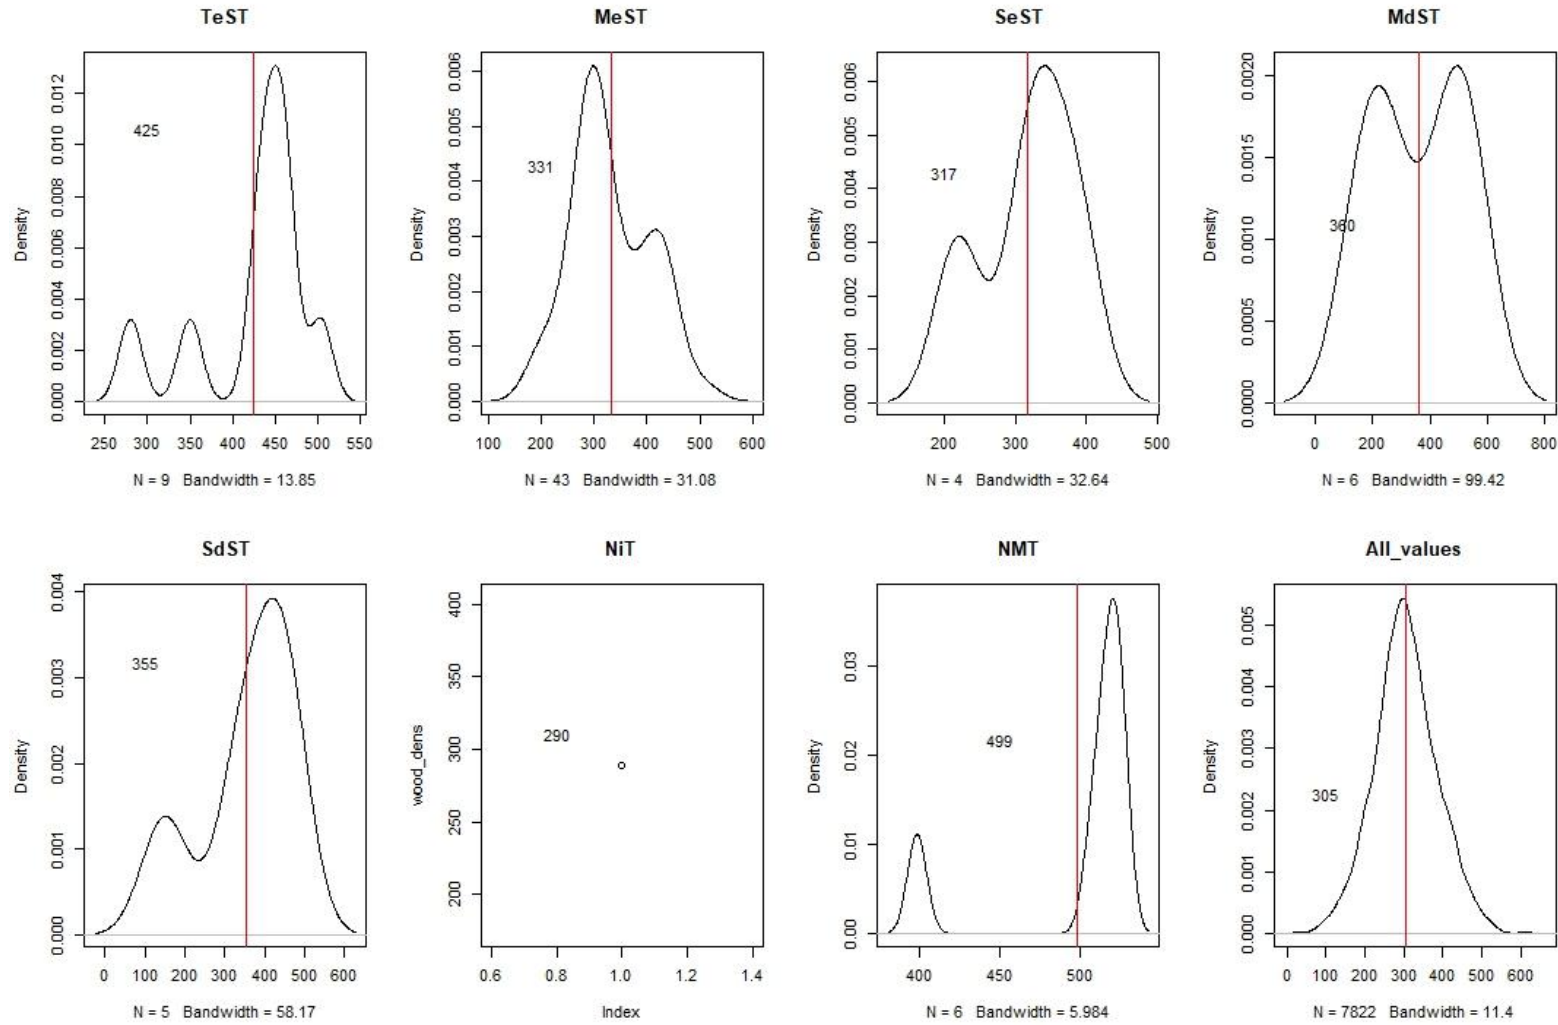 TeST
MeST
SeST
MdST
Density
0.000 0.002 0.004 0.006 0.008 0.010 0.012
425
250 300 350 400 450 500 550
N = 9 Bandwidth = 13.85
0.000 0.001 0.002 0.003 0.004 0.005 0.006
331
100 200 300 400 500 600
N = 43 Bandwidth = 31.08
Density
0.000 0.001 0.002 0.003 0.004 0.005 0.006
317
200 300 400 500
N = 4 Bandwidth = 32.64
Density
0.0000 0.0005 0.0010 0.0015 0.0020
360
0 200 400 600 800
N = 6 Bandwidth = 99.42
SdST
NiT
NMT
All_values
Density
0.000 0.001 0.002 0.003 0.004
355
0 100 200 300 400 500 600
N = 5 Bandwidth = 58.17
wood_dens
200 250 300 350 400
290
0.6 0.8 1.0 1.2 1.4
Index
Density
0.00 0.01 0.02 0.03
499
400 450 500
N = 6 Bandwidth = 5.984
Density
0.000 0.001 0.002 0.003 0.004 0.005
305
0 100 200 300 400 500 600
N = 7822 Bandwidth = 11.4
Density